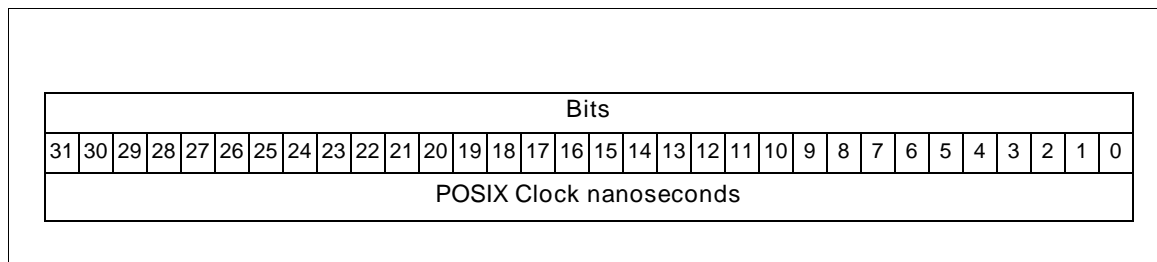 Bits
31 30 29 28 27 26 25 24 23 22 21 20 19 18 17 16 15 14 13 12 11 10 9 8 7 6 5 4 3 2 1 0
POSIX Clock nanoseconds